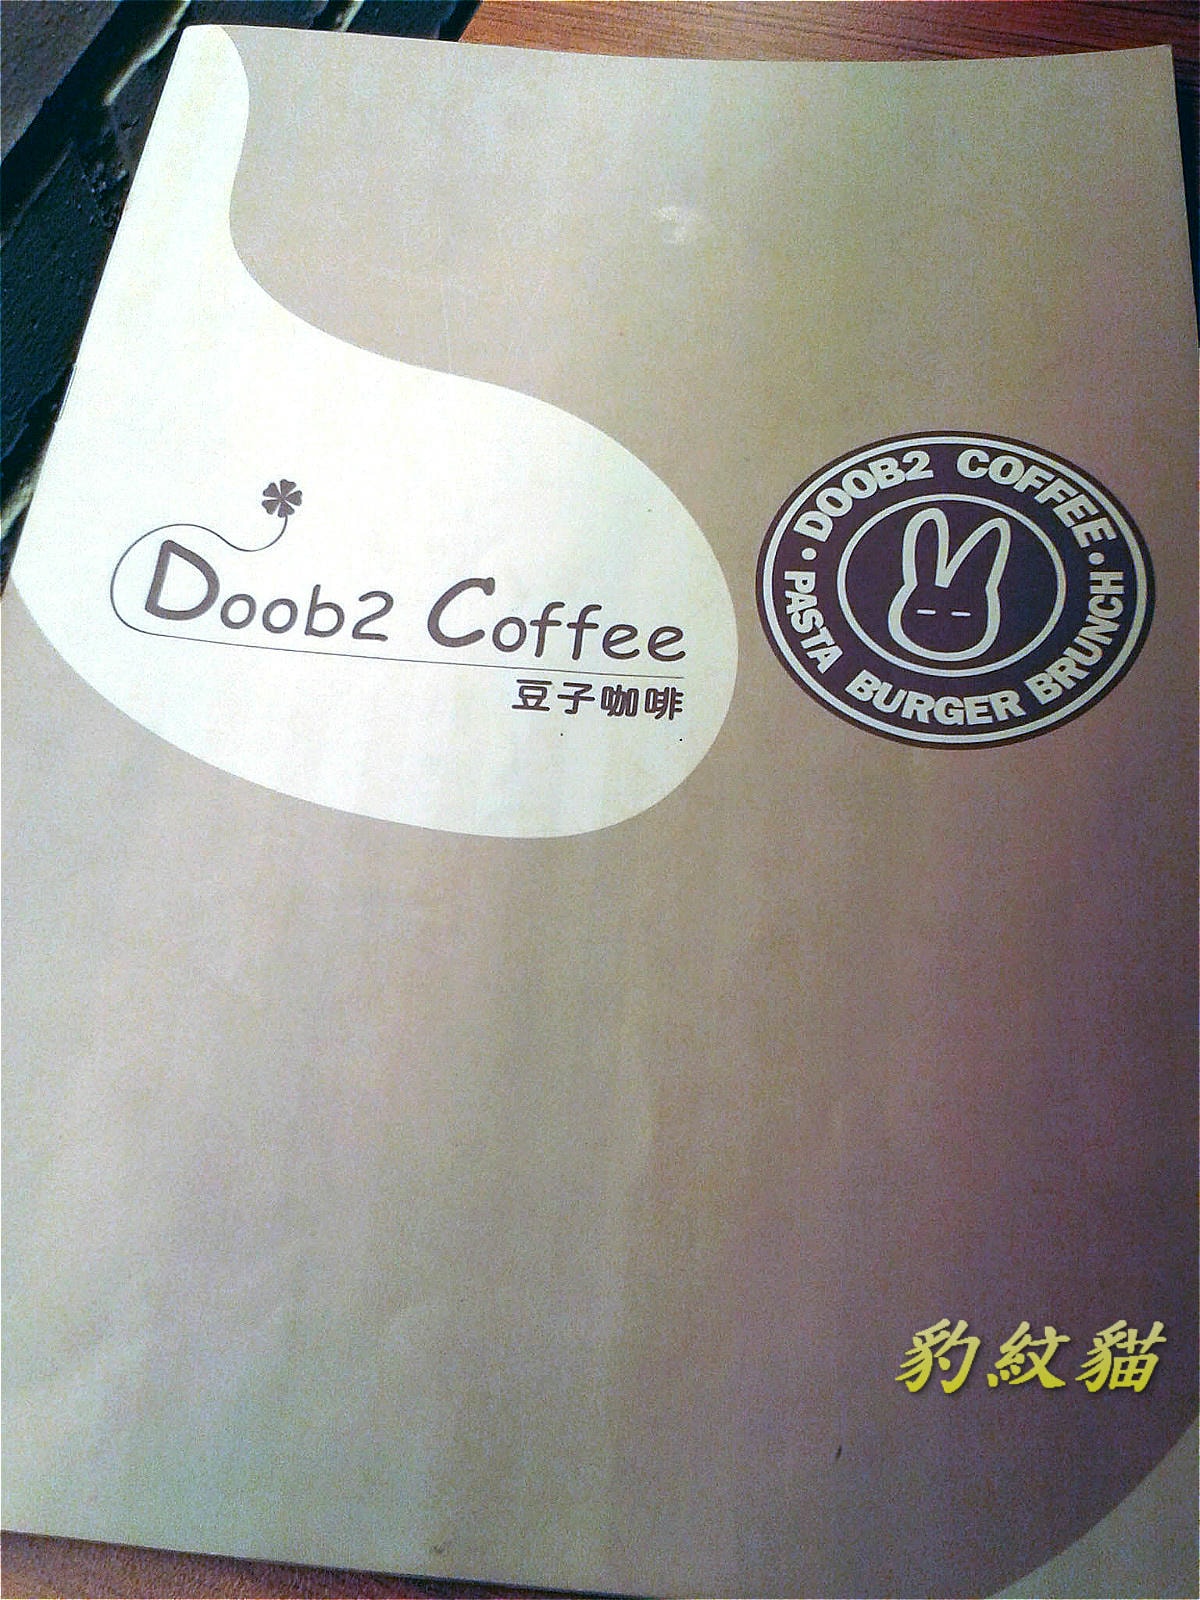 Doob2 Coffee
豆子咖啡
DOOB2 COFFEE
PASTA BURGER BRUNCH
豹紋貓